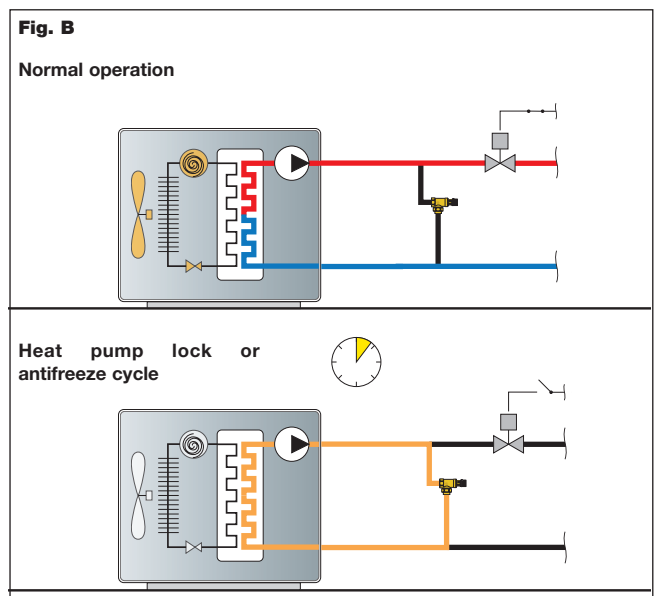 Fig. B
Normal operation
Heat pump lock or
antifreeze cycle